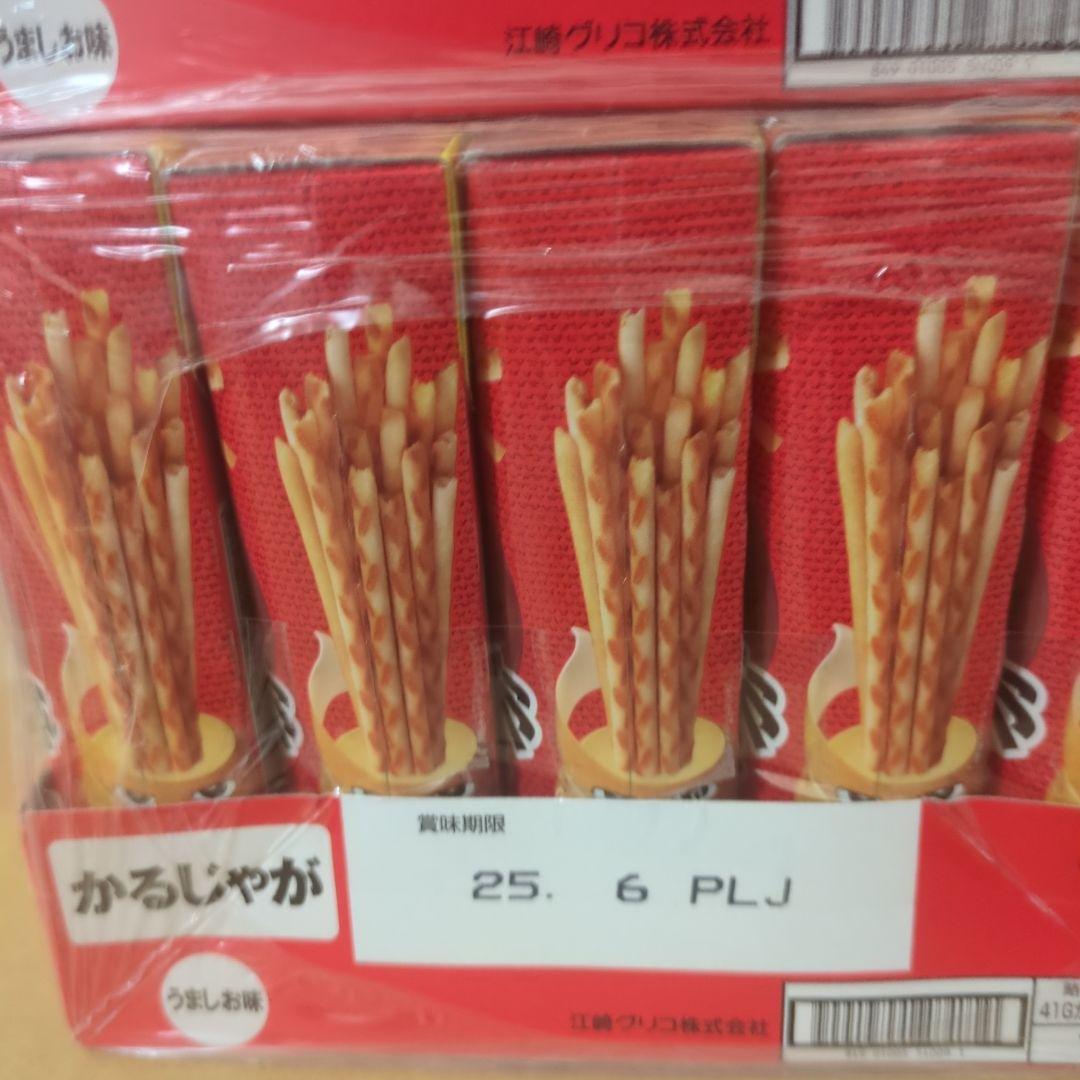 うましお味
江崎グリコ株式会社
賞味期限
25. 6 PLJ
かるじゃが
うましお味
江崎グリコ株式会社
41G